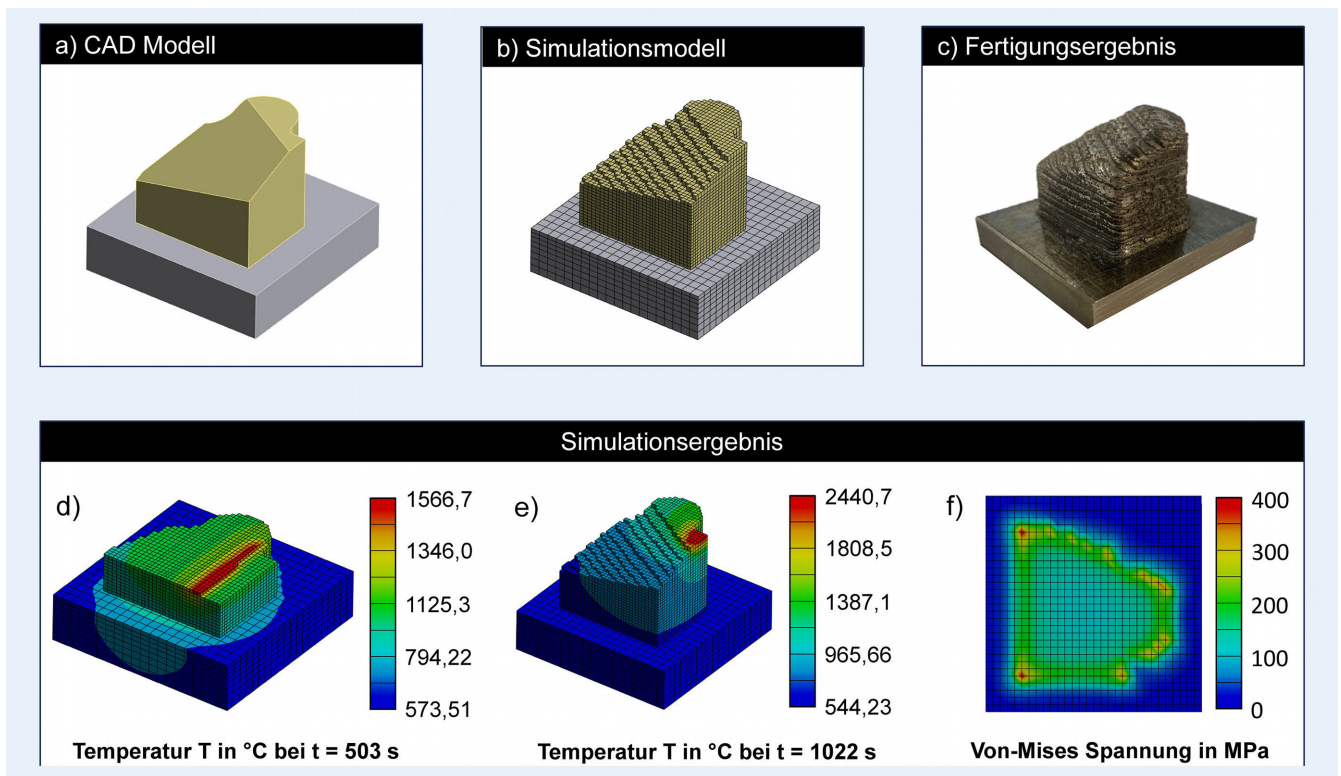 a) CAD Modell
b) Simulationsmodell
c) Fertigungsergebnis
Simulationsergebnis
d)
1566,7
1346,0
1125,3
794,22
573,51
Temperatur T in °C bei t = 503 s
e)
2440,7
1808,5
1387,1
965,66
544,23
Temperatur T in °C bei t = 1022 s
f)
400
300
200
100
0
Von-Mises Spannung in MPa